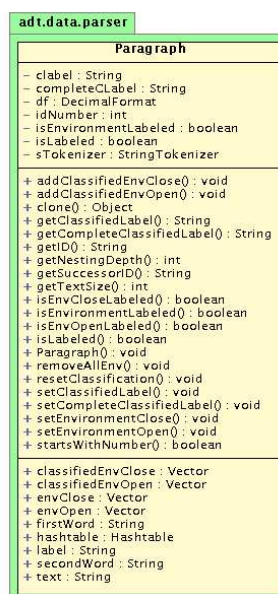 adt.data.parser
Paragraph
- clabel : String
- completeCLabel : String
- df : DecimalFormat
- idNumber : int
- isEnvironmentLabeled : boolean
- isLabeled : boolean
- sTokenizer : StringTokenizer
+ addClassifiedEnvClose() : void
+ addClassifiedEnvOpen() : void
+ clone() : Object
+ getClassifiedLabel() : String
+ getCompleteClassifiedLabel() : String
+ getID() : String
+ getNestingDepth() : int
+ getSuccessorID() : String
+ getTextSize() : int
+ isEnvCloseLabeled() : boolean
+ isEnvironmentLabeled() : boolean
+ isEnvOpenLabeled() : boolean
+ isLabeled() : boolean
+ Paragraph() : void
+ removeAllEnv() : void
+ resetClassification() : void
+ setClassifiedLabel() : void
+ setCompleteClassifiedLabel() : void
+ setEnvironmentClose() : void
+ setEnvironmentOpen() : void
+ startsWithNumber() : boolean
+ classifiedEnvClose : Vector
+ classifiedEnvOpen : Vector
+ envClose : Vector
+ envOpen : Vector
+ firstWord : String
+ hashtable : Hashtable
+ label : String
+ secondWord : String
+ text : String